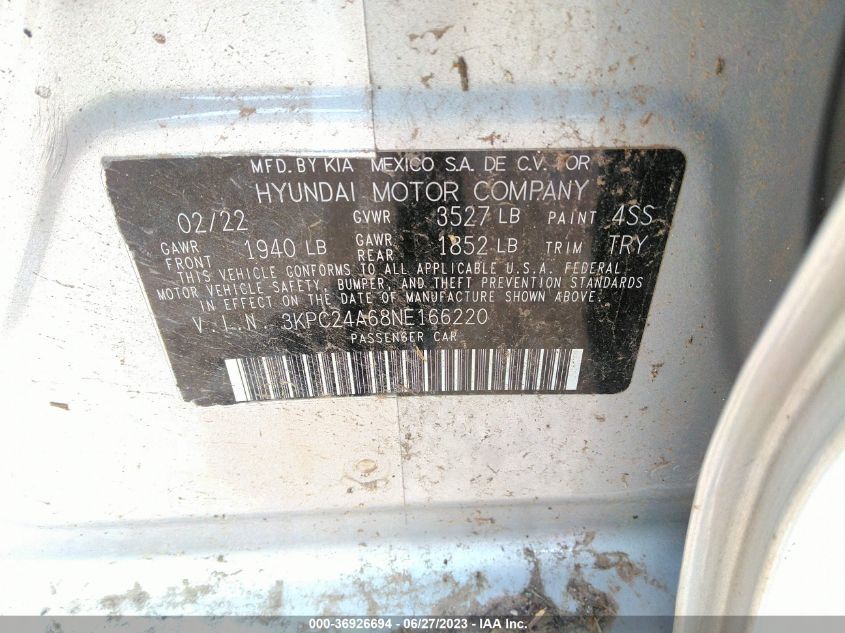 MFD. BY KIA MEXICO S.A. DE C.V. FOR
HYUNDAI MOTOR COMPANY
02/22 GVWR 3527 LB PAINT 4SS
GAWR FRONT 1940 LB GAWR REAR 1852 LB TRIM TRY
THIS VEHICLE CONFORMS TO ALL APPLICABLE U.S.A. FEDERAL
MOTOR VEHICLE SAFETY, BUMPER, AND THEFT PREVENTION STANDARDS
IN EFFECT ON THE DATE OF MANUFACTURE SHOWN ABOVE.
V.I.N. 3KPC24A68NE166220
PASSENGER CAR
000-36926694 - 06/27/2023 - IAA Inc.